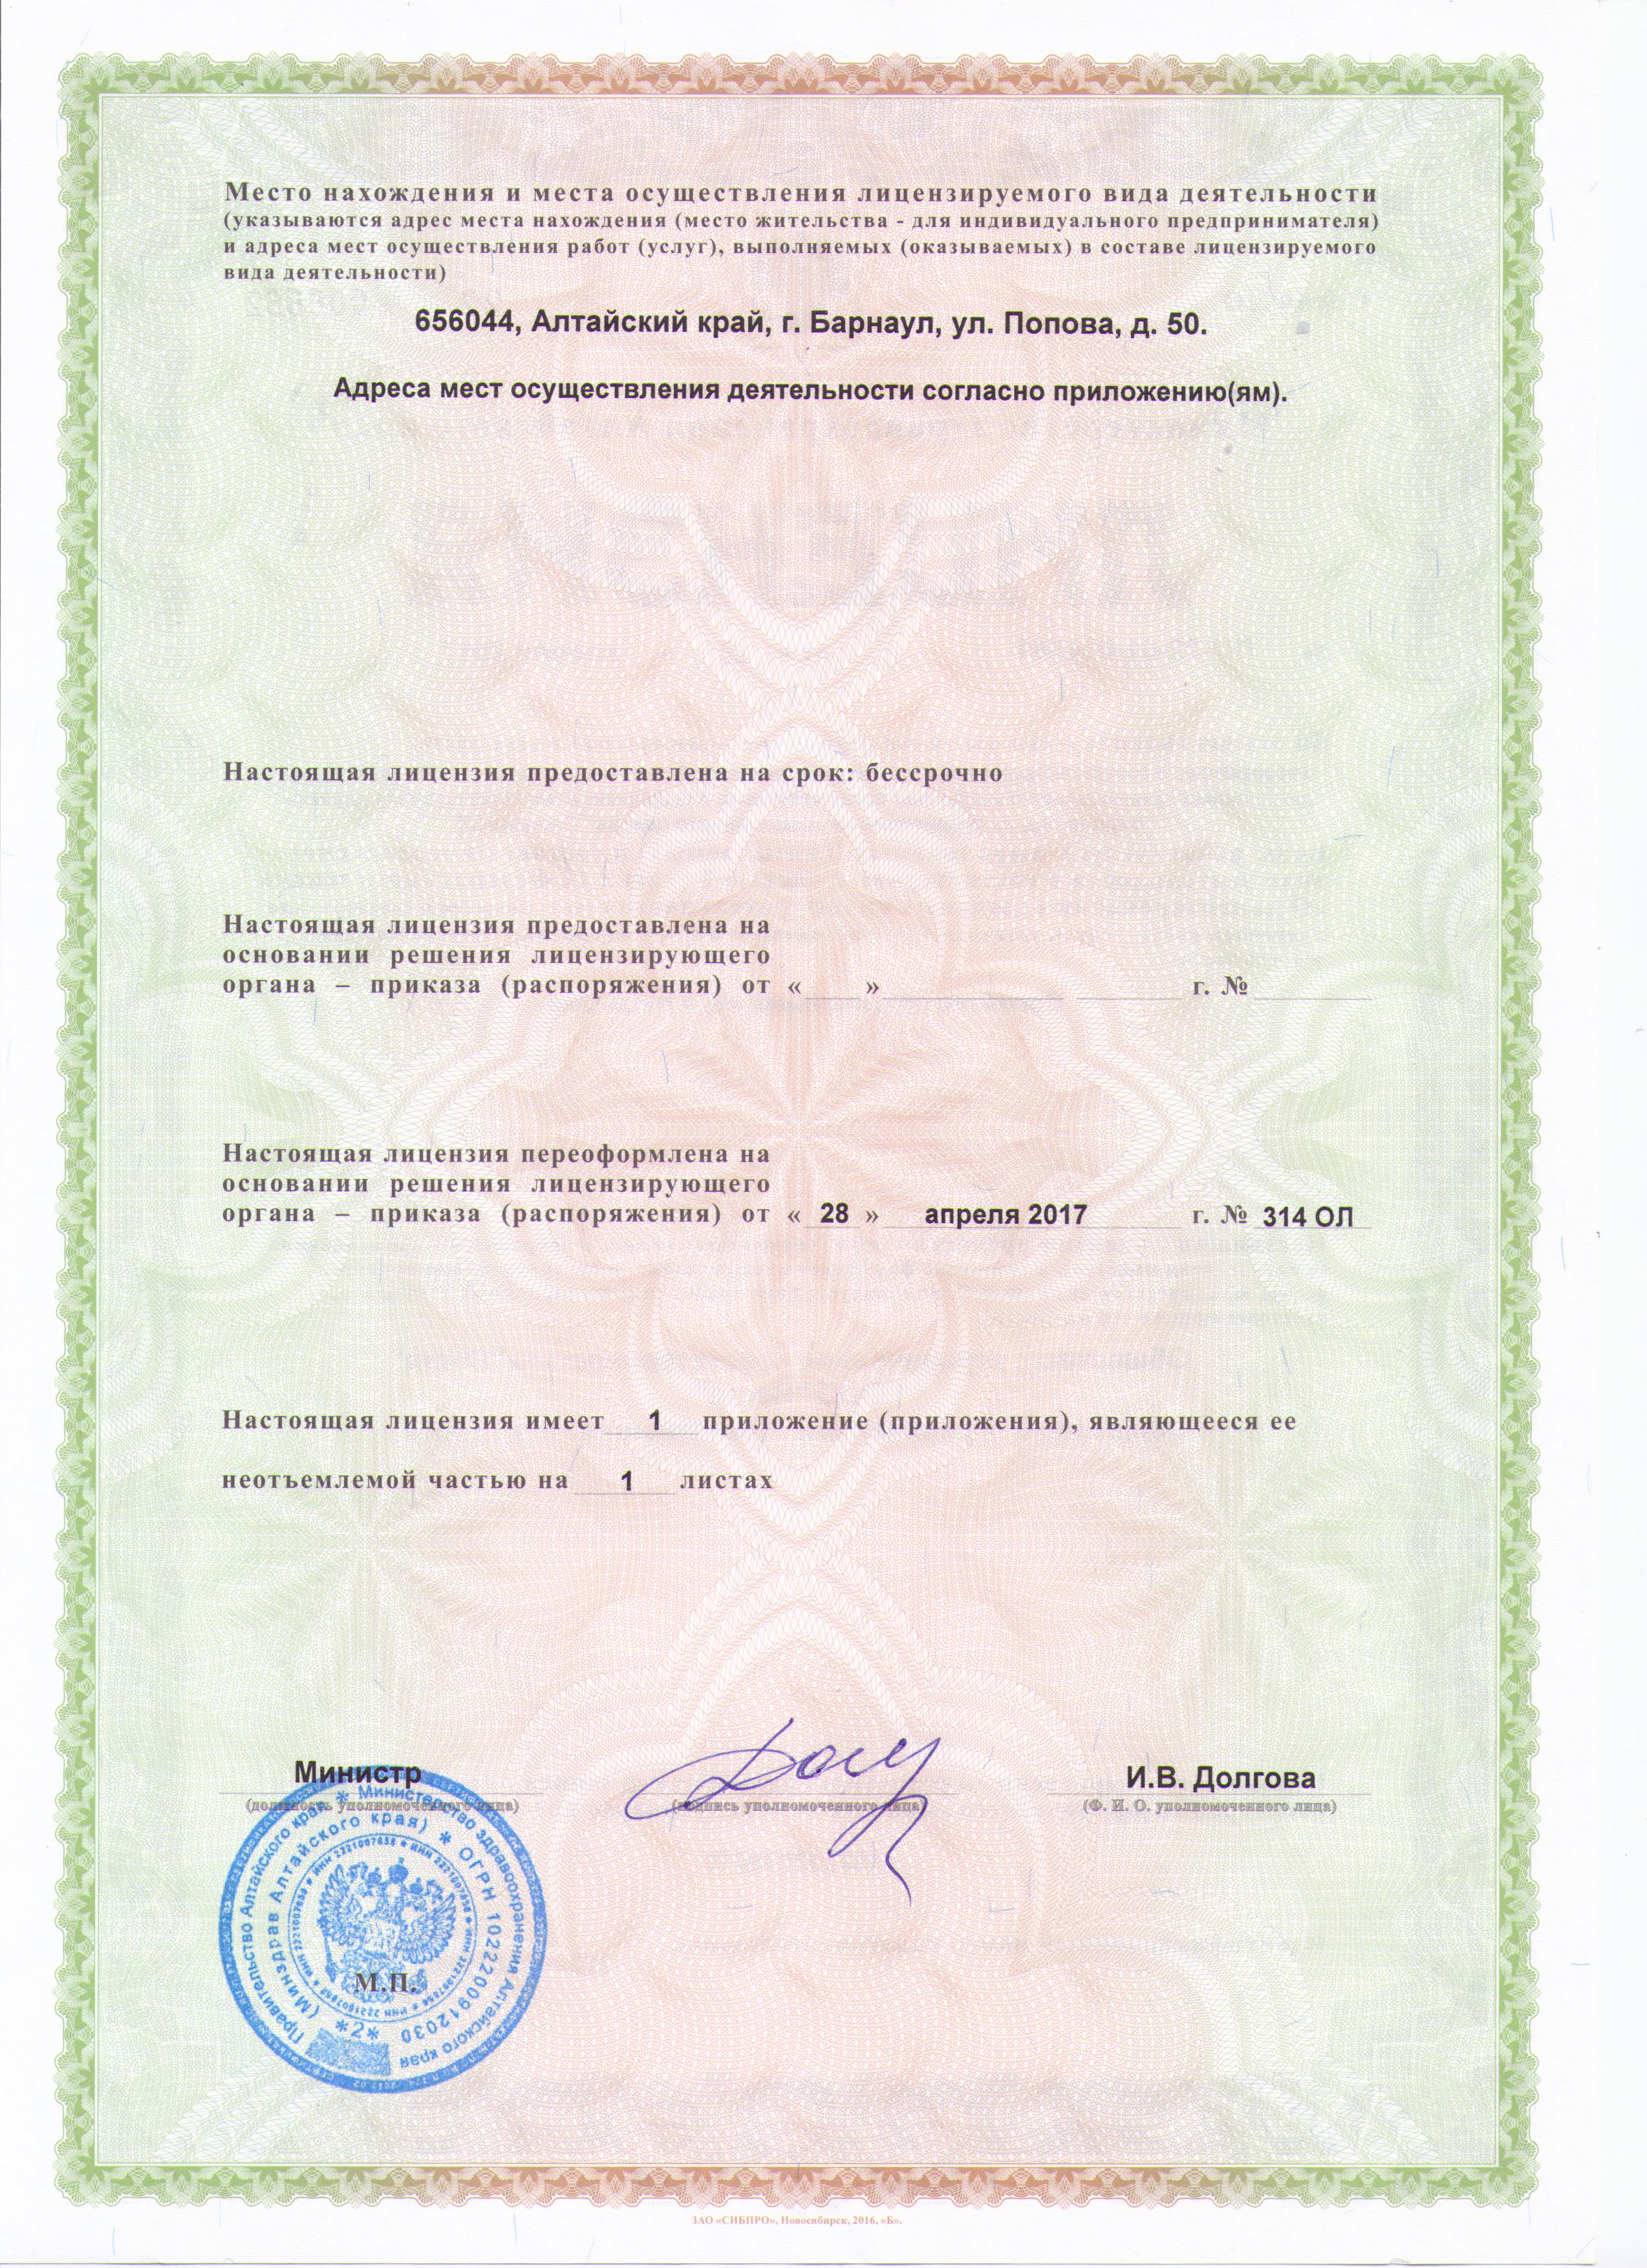 Место нахождения и места осуществления лицензируемого вида деятельности
(указываются адрес места нахождения (место жительства - для индивидуального предпринимателя)
и адреса мест осуществления работ (услуг), выполняемых (оказываемых) в составе лицензируемого
вида деятельности)
656044, Алтайский край, г. Барнаул, ул. Попова, д. 50.
Адреса мест осуществления деятельности согласно приложению(ям).
Настоящая лицензия предоставлена на срок: бессрочно
Настоящая лицензия предоставлена на
основании решения лицензирующего
органа – приказа (распоряжения) от «____»____________ г. №________
Настоящая лицензия переоформлена на
основании решения лицензирующего
органа – приказа (распоряжения) от « 28 » апреля 2017 г. № 314 ОЛ
Настоящая лицензия имеет 1 приложение (приложения), являющееся ее
неотъемлемой частью на 1 листах
Министр
И.В. Долгова
(должность уполномоченного лица)
(подпись уполномоченного лица)
(Ф. И. О. уполномоченного лица)
Правительство Алтайского края * Министерство здравоохранения Алтайского края
(Минздрав Алтайского края) * ОГРН 1022200912030 *2*
М.П.
ЗАО «СИБПРО», Новосибирск, 2016, «Б».